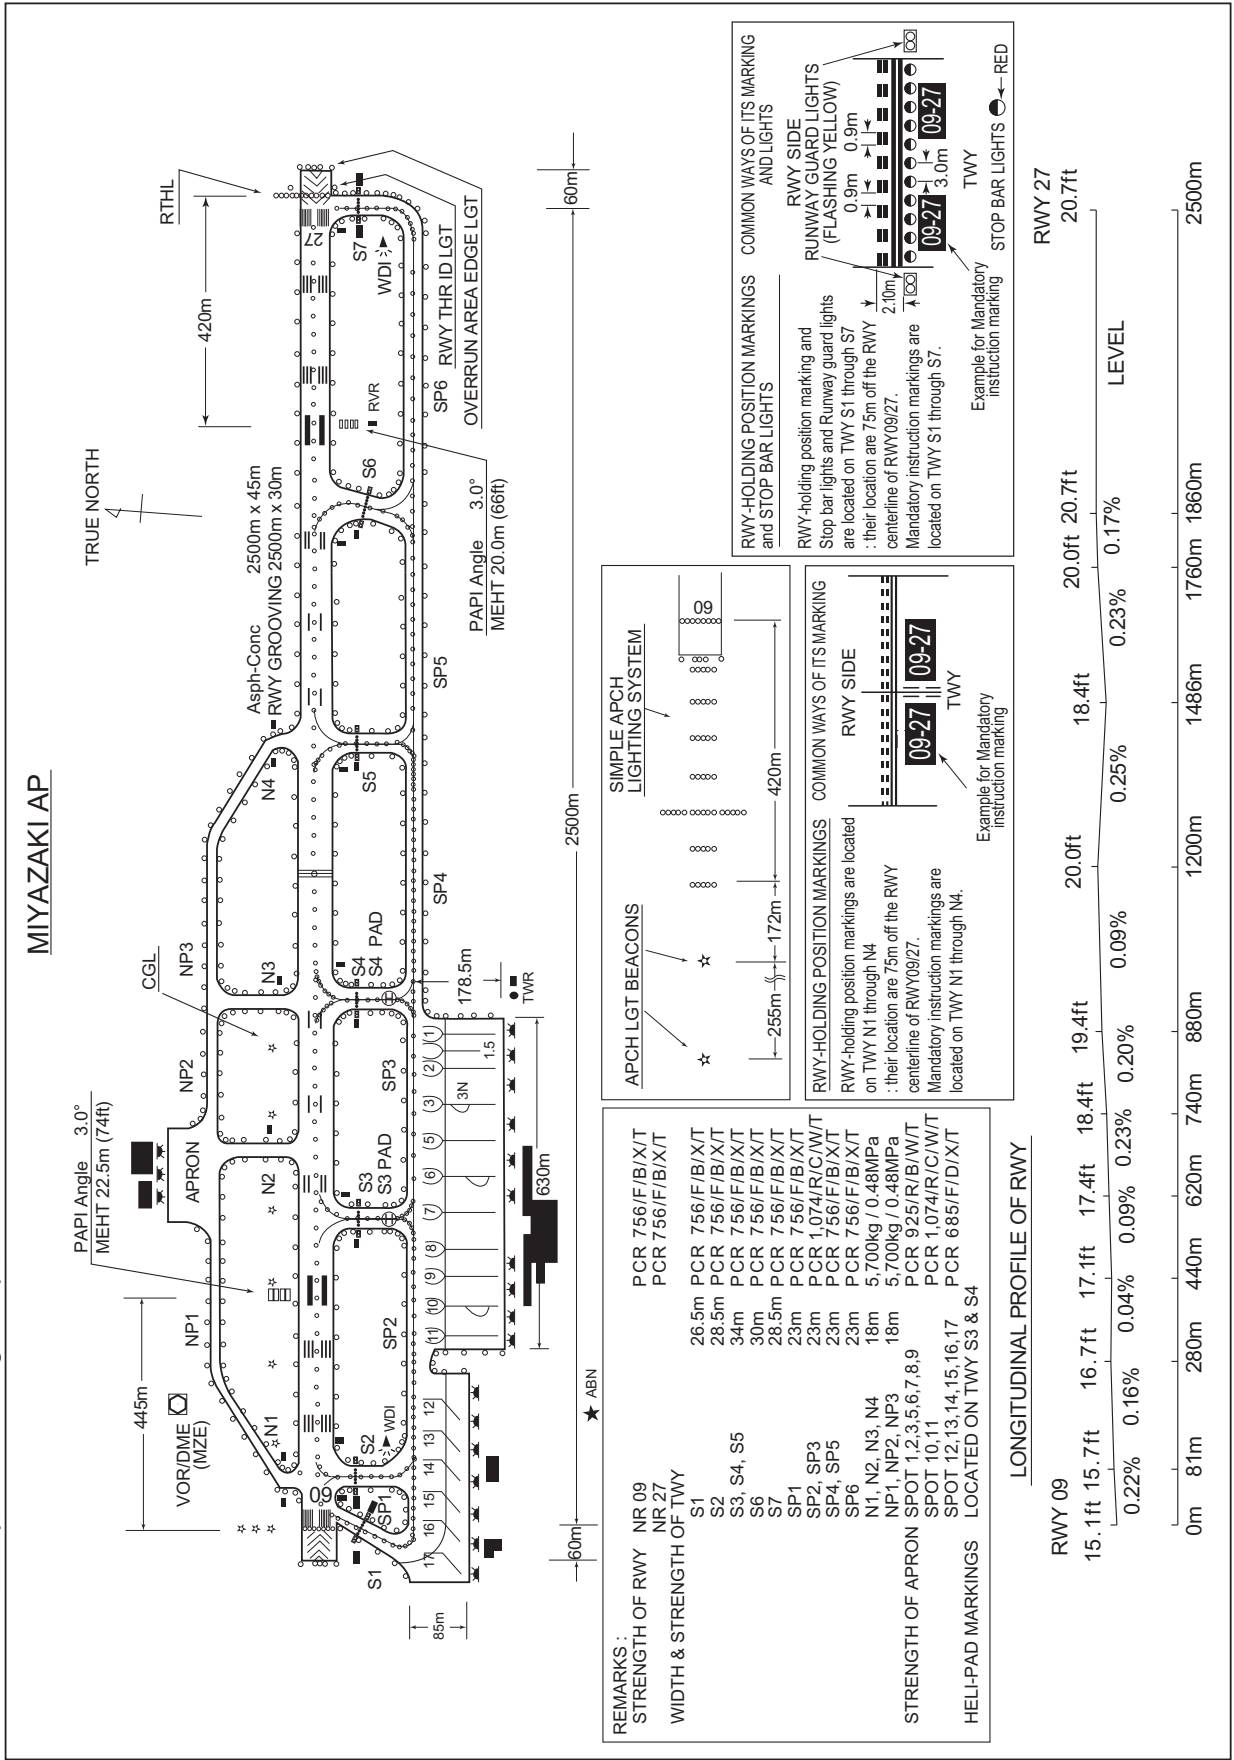 MIYAZAKI AP
TRUE NORTH
RTHL
420m
60m
27
S7
WDI
RWY THR ID LGT
OVERRUN AREA EDGE LGT
SP6
RVR
S6
PAPI Angle 3.0°
MEHT 20.0m (66ft)
Asph-Conc 2500m x 45m
RWY GROOVING 2500m x 30m
SP5
N4
S5
2500m
NP3
SP4
CGL
N3
S4
S4
PAD
178.5m
TWR
NP2
SP3
PAPI Angle 3.0°
MEHT 22.5m (74ft)
APRON
N2
S3
S3 PAD
(1)
1.5
(2)
3N
(3)
(5)
(6)
(7)
(8)
(9)
(10)
(11)
630m
NP1
SP2
445m
VOR/DME
(MZE)
N1
S2
WDI
ABN
09
SP1
S1
12
13
14
15
16
17
85m
60m
REMARKS :
STRENGTH OF RWY NR 09 PCR 756/F/B/X/T
NR 27 PCR 756/F/B/X/T
WIDTH & STRENGTH OF TWY
S1 26.5m PCR 756/F/B/X/T
S2 28.5m PCR 756/F/B/X/T
S3, S4, S5 34m PCR 756/F/B/X/T
S6 30m PCR 756/F/B/X/T
S7 28.5m PCR 756/F/B/X/T
SP1 23m PCR 756/F/B/X/T
SP2, SP3 23m PCR 1,074/R/C/W/T
SP4, SP5 23m PCR 756/F/B/X/T
SP6 23m PCR 756/F/B/X/T
N1, N2, N3, N4 18m 5,700kg / 0.48MPa
NP1, NP2, NP3 18m 5,700kg / 0.48MPa
STRENGTH OF APRON SPOT 1,2,3,5,6,7,8,9 PCR 925/R/B/W/T
SPOT 10,11 PCR 1,074/R/C/W/T
SPOT 12,13,14,15,16,17 PCR 685/F/D/X/T
HELI-PAD MARKINGS LOCATED ON TWY S3 & S4
APCH LGT BEACONS
SIMPLE APCH
LIGHTING SYSTEM
09
255m
172m
420m
RWY-HOLDING POSITION MARKINGS
RWY-holding position markings are located
on TWY N1 through N4
: their location are 75m off the RWY
centerline of RWY09/27.
Mandatory instruction markings are
located on TWY N1 through N4.
COMMON WAYS OF ITS MARKING
RWY SIDE
09-27 09-27
TWY
Example for Mandatory
instruction marking
RWY-HOLDING POSITION MARKINGS
and STOP BAR LIGHTS
RWY-holding position marking and
Stop bar lights and Runway guard lights
are located on TWY S1 through S7
: their location are 75m off the RWY
centerline of RWY09/27.
Mandatory instruction markings are
located on TWY S1 through S7.
COMMON WAYS OF ITS MARKING
AND LIGHTS
RWY SIDE
RUNWAY GUARD LIGHTS
(FLASHING YELLOW)
0.9m 0.9m
2.10m
09-27 09-27
3.0m
TWY
STOP BAR LIGHTS RED
Example for Mandatory
instruction marking
LONGITUDINAL PROFILE OF RWY
RWY 09 RWY 27
15.1ft 15.7ft 16.7ft 17.1ft 17.4ft 18.4ft 19.4ft 20.0ft 18.4ft 20.0ft 20.7ft 20.7ft
0.22% 0.16% 0.04% 0.09% 0.23% 0.20% 0.09% 0.25% 0.23% 0.17% LEVEL
0m 81m 280m 440m 620m 740m 880m 1200m 1486m 1760m 1860m 2500m